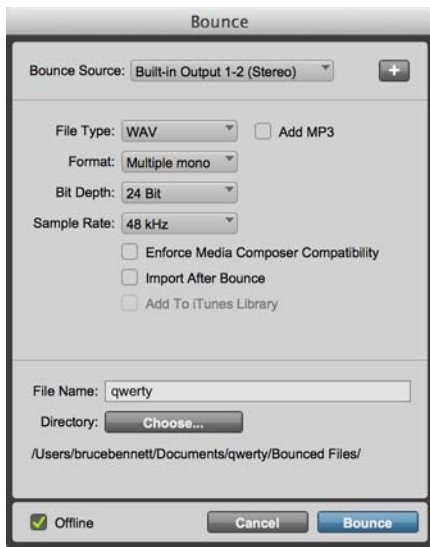 Bounce
Bounce Source: Built-in Output 1-2 (Stereo) +
File Type: WAV Add MP3
Format: Multiple mono
Bit Depth: 24 Bit
Sample Rate: 48 kHz
Enforce Media Composer Compatibility
Import After Bounce
Add To iTunes Library
File Name: qwerty
Directory: Choose...
/Users/brucebennett/Documents/qwerty/Bounced Files/
Offline Cancel Bounce